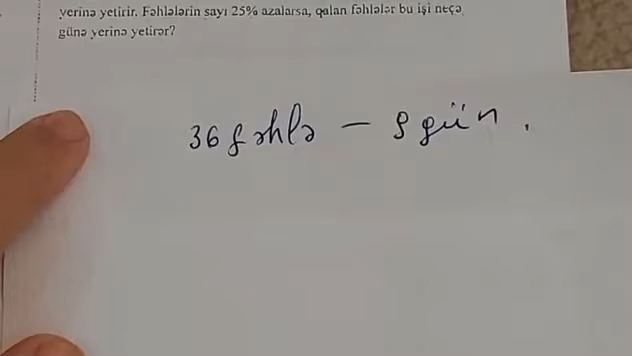 yerinə yetirir. Fəhlələrin sayı 25% azalarsa, qalan fəhlələr bu işi neçə
günə yerinə yetirər?
36 fəhlə — 9 gün.